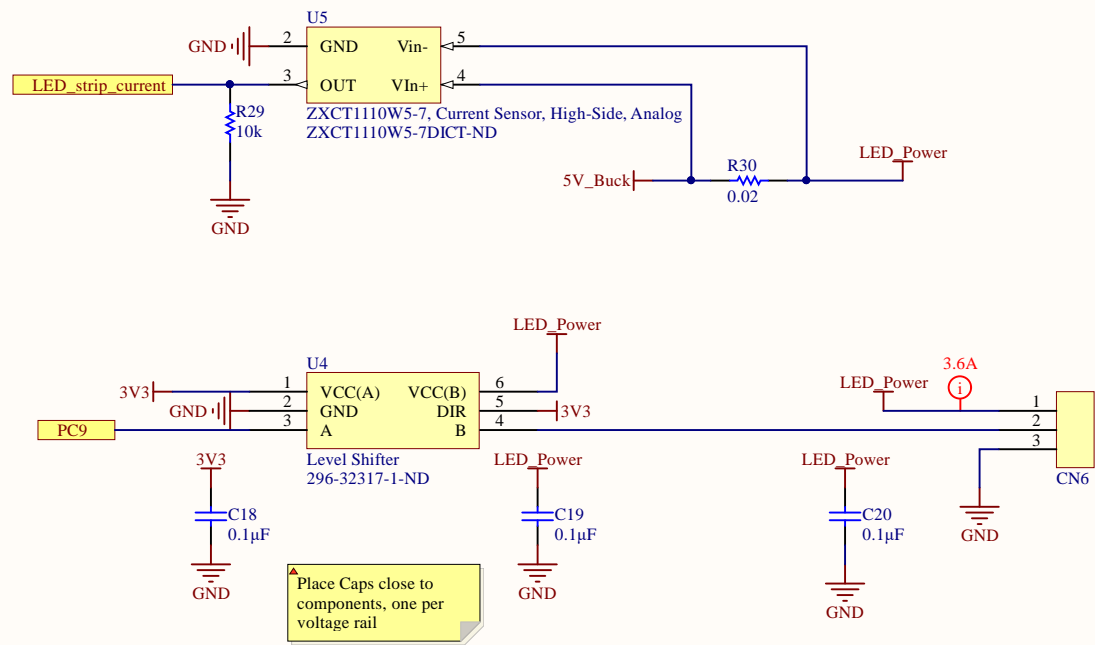 U5
GND
2
GND
Vin-
5
LED_strip_current
3
OUT
VIn+
4
R29
10k
ZXCT1110W5-7, Current Sensor, High-Side, Analog
ZXCT1110W5-7DICT-ND
GND
5V_Buck
R30
0.02
LED_Power
LED_Power
U4
3V3
1
VCC(A)
VCC(B)
6
GND
2
GND
DIR
5
3V3
PC9
3
A
B
4
Level Shifter
296-32317-1-ND
3.6A
i
LED_Power
1
2
3
CN6
GND
3V3
C18
0.1µF
GND
LED_Power
C19
0.1µF
GND
LED_Power
C20
0.1µF
GND
Place Caps close to
components, one per
voltage rail